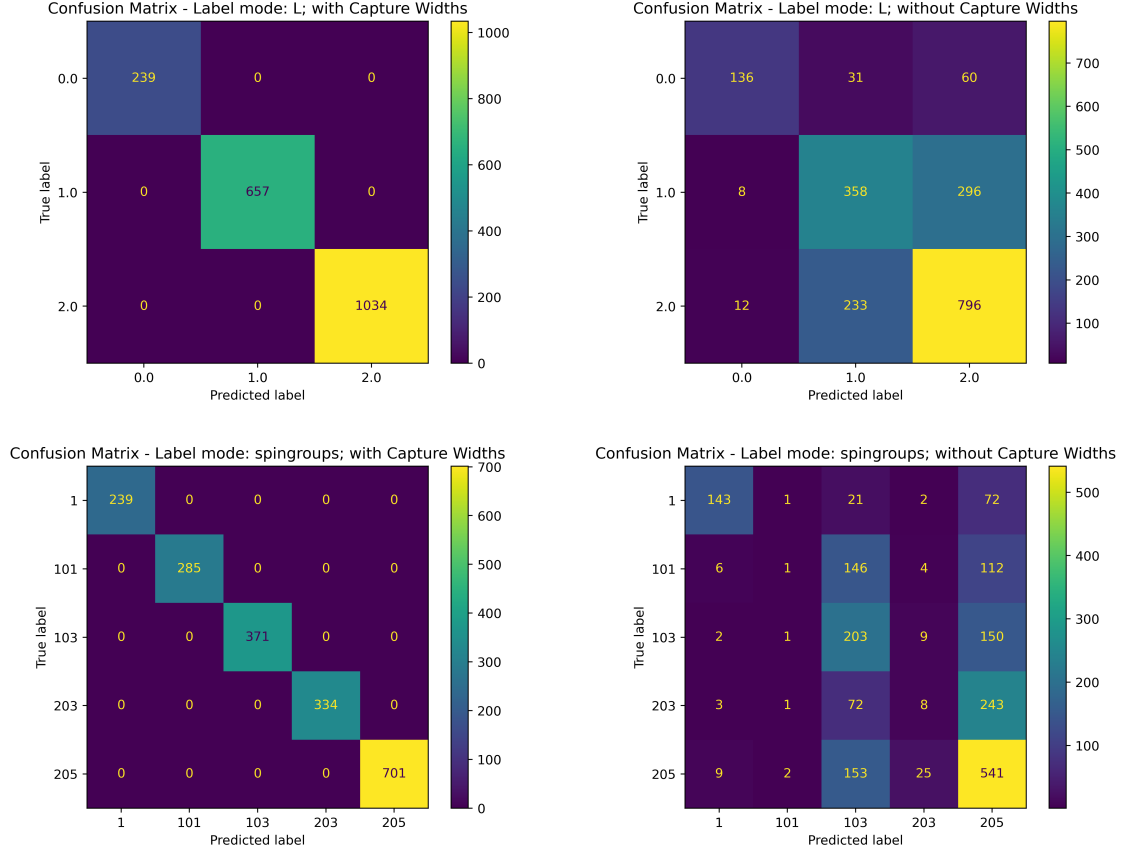 Confusion Matrix - Label mode: L; with Capture Widths
0.0
1.0
2.0
True label
239 0 0
0 657 0
0 0 1034
0.0 1.0 2.0
Predicted label
1000
800
600
400
200
0
Confusion Matrix - Label mode: L; without Capture Widths
0.0
1.0
2.0
True label
136 31 60
8 358 296
12 233 796
0.0 1.0 2.0
Predicted label
700
600
500
400
300
200
100
Confusion Matrix - Label mode: spingroups; with Capture Widths
1
101
103
203
205
True label
239 0 0 0 0
0 285 0 0 0
0 0 371 0 0
0 0 0 334 0
0 0 0 0 701
1 101 103 203 205
Predicted label
700
600
500
400
300
200
100
0
Confusion Matrix - Label mode: spingroups; without Capture Widths
1
101
103
203
205
True label
143 1 21 2 72
6 1 146 4 112
2 1 203 9 150
3 1 72 8 243
9 2 153 25 541
1 101 103 203 205
Predicted label
500
400
300
200
100